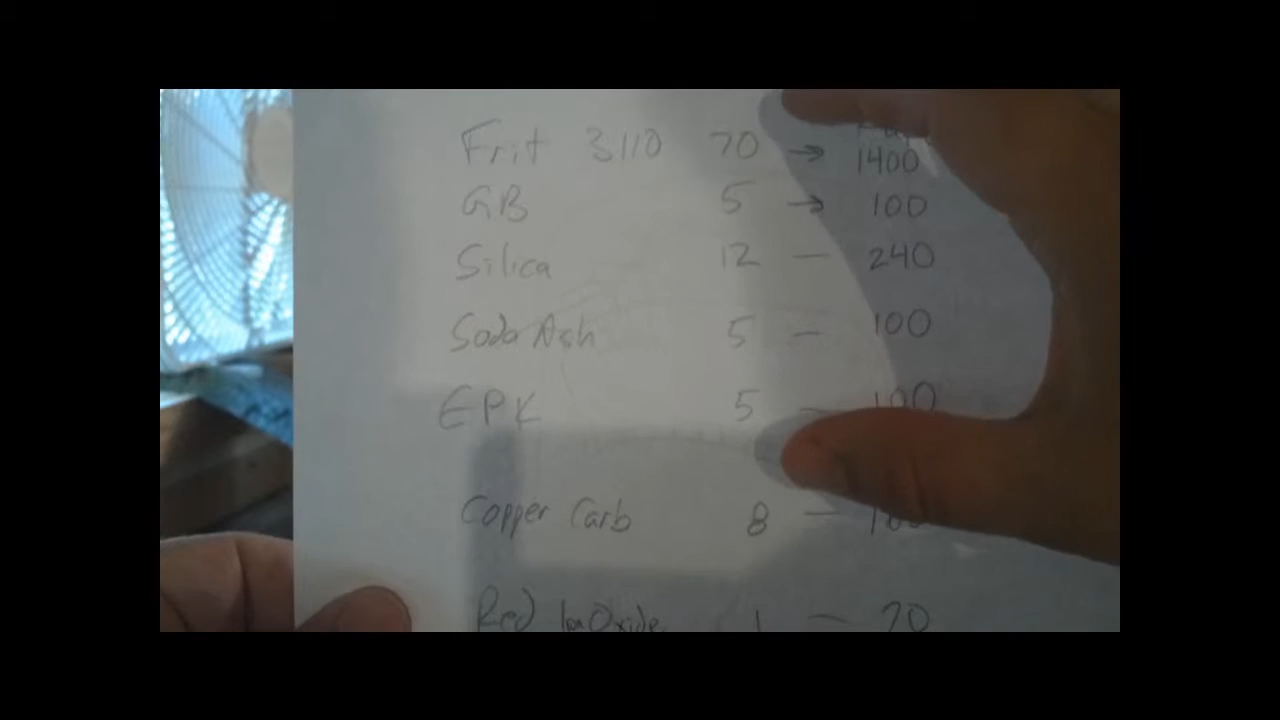 Frit 3110 70 → 1400
GB 5 → 100
Silica 12 — 240
Soda Ash 5 — 100
EPK 5 — 100
Copper Carb 8 —
Red Iron Oxide 1 — 20